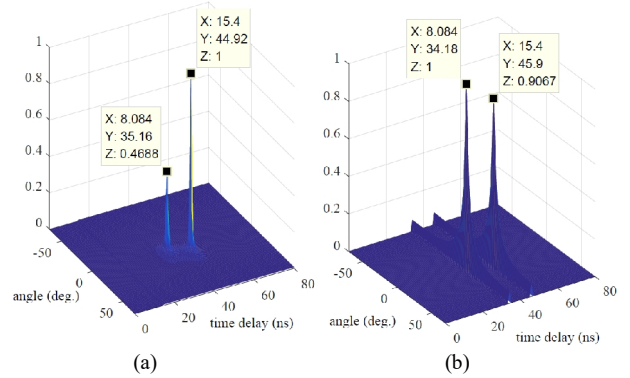 X: 15.4
Y: 44.92
Z: 1
X: 8.084
Y: 35.16
Z: 0.4688
1
0.8
0.6
0.4
0.2
0
-50
0
50
angle (deg.)
0
20
40
60
80
time delay (ns)
(a)
X: 8.084
Y: 34.18
Z: 1
X: 15.4
Y: 45.9
Z: 0.9067
1
0.8
0.6
0.4
0.2
0
-50
0
50
angle (deg.)
0
20
40
60
80
time delay (ns)
(b)